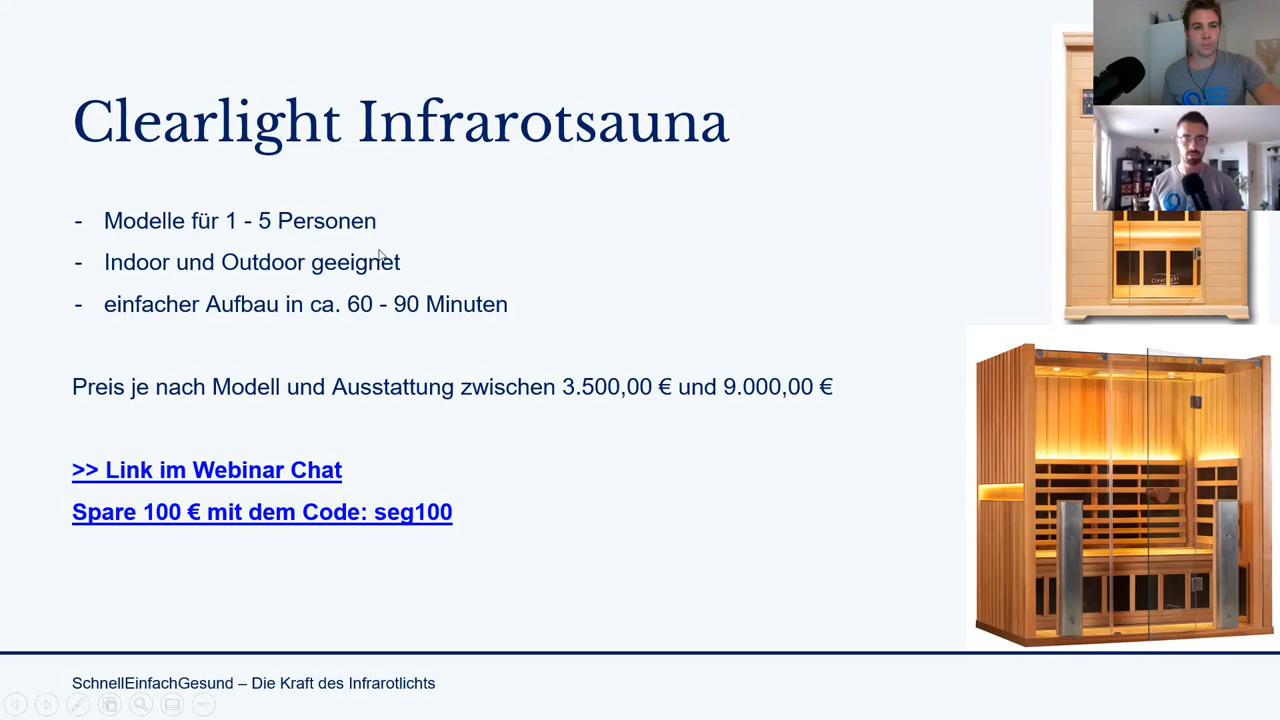 Clearlight Infrarotsauna
- Modelle für 1 - 5 Personen
- Indoor und Outdoor geeignet
- einfacher Aufbau in ca. 60 - 90 Minuten
Preis je nach Modell und Ausstattung zwischen 3.500,00 € und 9.000,00 €
>> Link im Webinar Chat
Spare 100 € mit dem Code: seg100
Clearlight
SchnellEinfachGesund – Die Kraft des Infrarotlichts